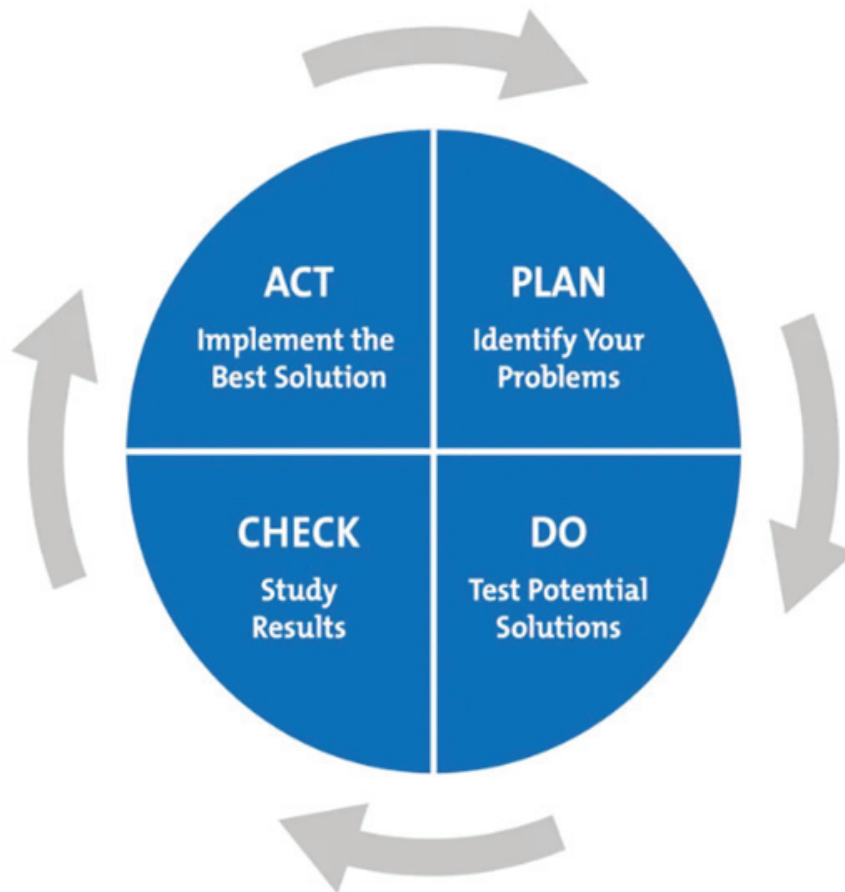 ACT
Implement the
Best Solution
PLAN
Identify Your
Problems
CHECK
Study
Results
DO
Test Potential
Solutions